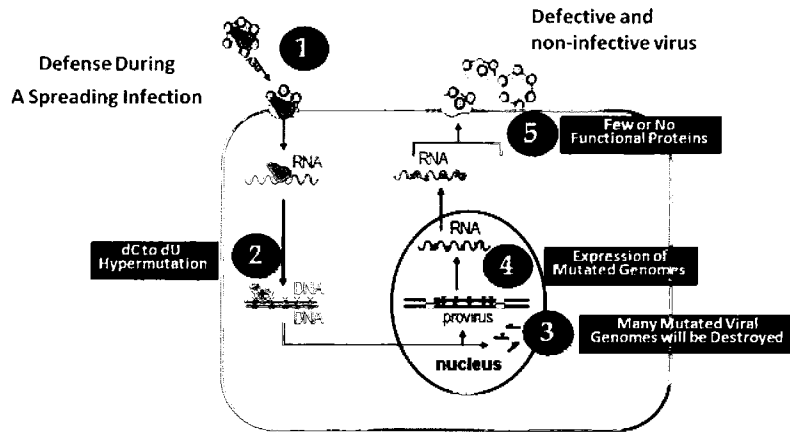 Defense During
A Spreading Infection
1
Defective and
non-infective virus
5
Few or No
Functional Proteins
RNA
RNA
dC to dU
Hypermutation
2
RNA
4
Expression of
Mutated Genomes
DNA
DNA
provirus
3
Many Mutated Viral
Genomes will be Destroyed
nucleus